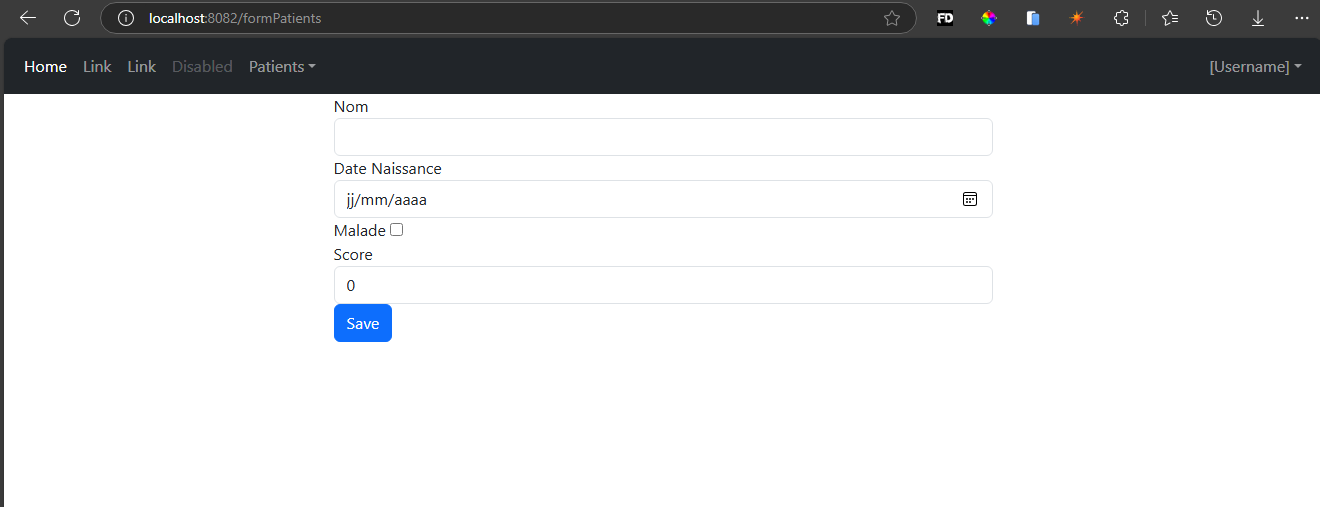 localhost:8082/formPatients
FD
Home Link Link Disabled Patients [Username]
Nom
Date Naissance
jj/mm/aaaa
Malade
Score
0
Save